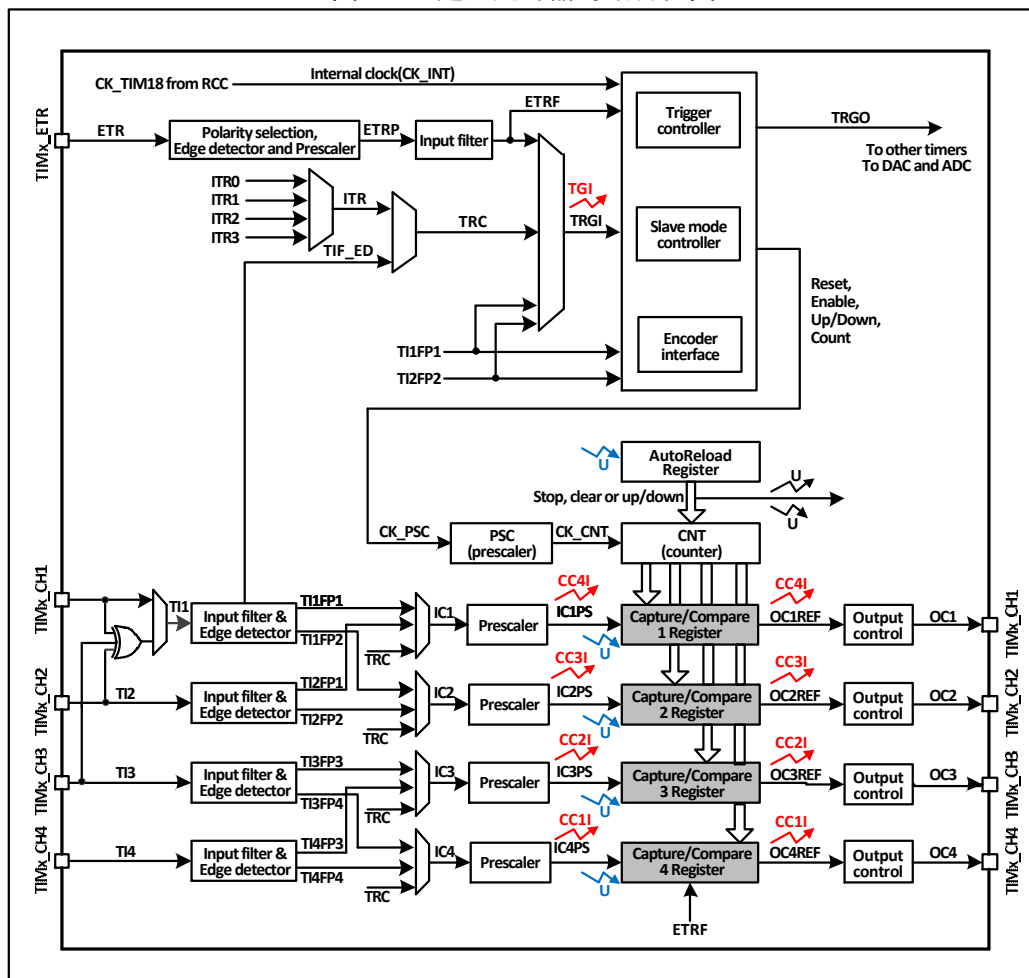 Internal clock(CK_INT)
CK_TIM18 from RCC
ETRF
Trigger
controller
TRGO
To other timers
To DAC and ADC
TIMx_ETR
ETR
Polarity selection,
Edge detector and Prescaler
ETRP
Input filter
ITR0
ITR1
ITR2
ITR3
ITR
TIF_ED
TRC
TGI
TRGI
Slave mode
controller
Reset,
Enable,
Up/Down,
Count
Encoder
interface
TI1FP1
TI2FP2
U
AutoReload
Register
Stop, clear or up/down
U
U
CK_PSC
PSC
(prescaler)
CK_CNT
CNT
(counter)
TIMx_CH1
TI1
Input filter &
Edge detector
TI1FP1
TI1FP2
TRC
IC1
Prescaler
CC4I
IC1PS
U
Capture/Compare
1 Register
CC4I
OC1REF
Output
control
OC1
TIMx_CH1
TIMx_CH2
TI2
Input filter &
Edge detector
TI2FP1
TI2FP2
TRC
IC2
Prescaler
CC3I
IC2PS
U
Capture/Compare
2 Register
CC3I
OC2REF
Output
control
OC2
TIMx_CH2
TIMx_CH3
TI3
Input filter &
Edge detector
TI3FP3
TI3FP4
TRC
IC3
Prescaler
CC2I
IC3PS
U
Capture/Compare
3 Register
CC2I
OC3REF
Output
control
OC3
TIMx_CH3
TIMx_CH4
TI4
Input filter &
Edge detector
TI4FP3
TI4FP4
TRC
IC4
Prescaler
CC1I
IC4PS
U
Capture/Compare
4 Register
CC1I
OC4REF
Output
control
OC4
TIMx_CH4
ETRF